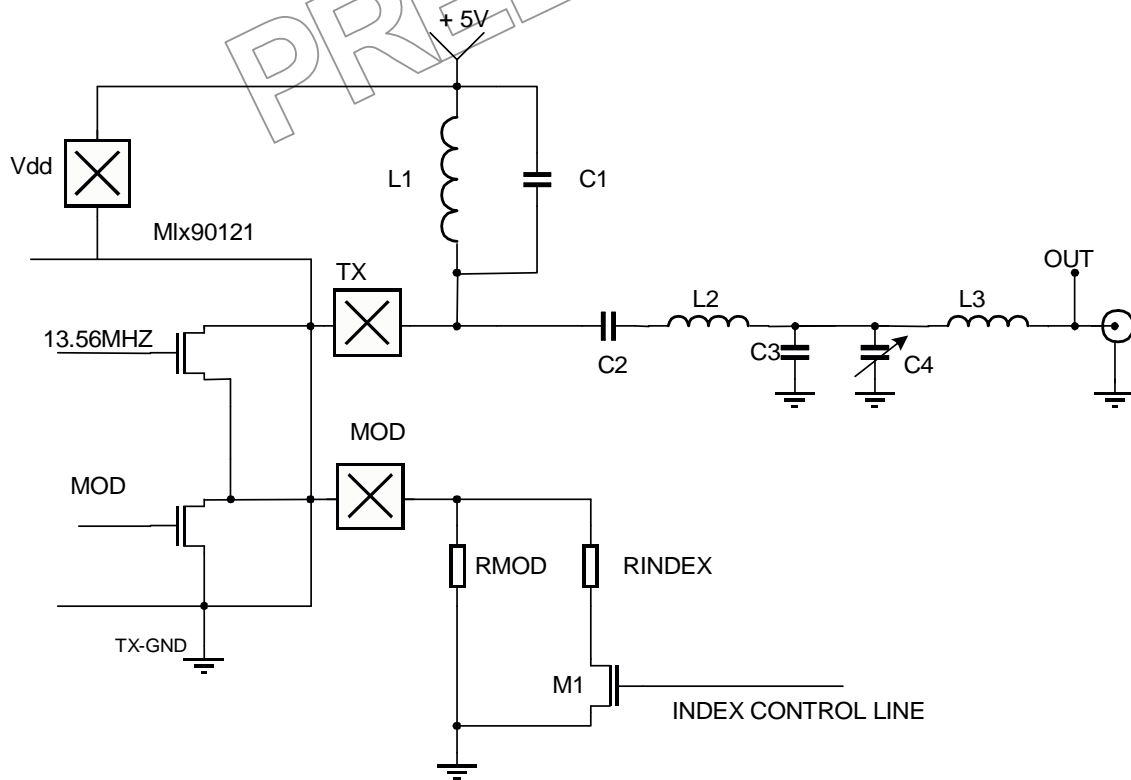 + 5V
Vdd
L1
C1
Mlx90121
TX
OUT
L2
L3
13.56MHZ
C2
C3
C4
MOD
MOD
RMOD
RINDEX
TX-GND
M1
INDEX CONTROL LINE